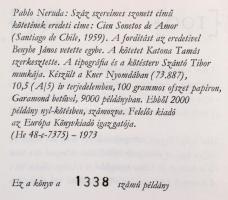 Pablo Neruda: Száz szerelmes szonett című
kötetének eredeti címe: Cien Sonetos de Amor
(Santiago de Chile, 1959). A fordítást az eredetivel
Benyhe János vetette egybe. A kötetet Katona Tamás
szerkesztette. A tipográfia és a kötésterv Szántó Tibor
munkája. Készült a Kner Nyomdában (73.887),
10,5 (A/5) ív terjedelemben, 100 grammos ofszet papíron,
Garamond betűvel, 9000 példányban. Ebből 2000
példány nyl-kötésben, számozva. Felelős kiadó
az Európa Könyvkiadó igazgatója.
(He 48-c-7375) – 1973
Ez a könyv a 1338 számú példány